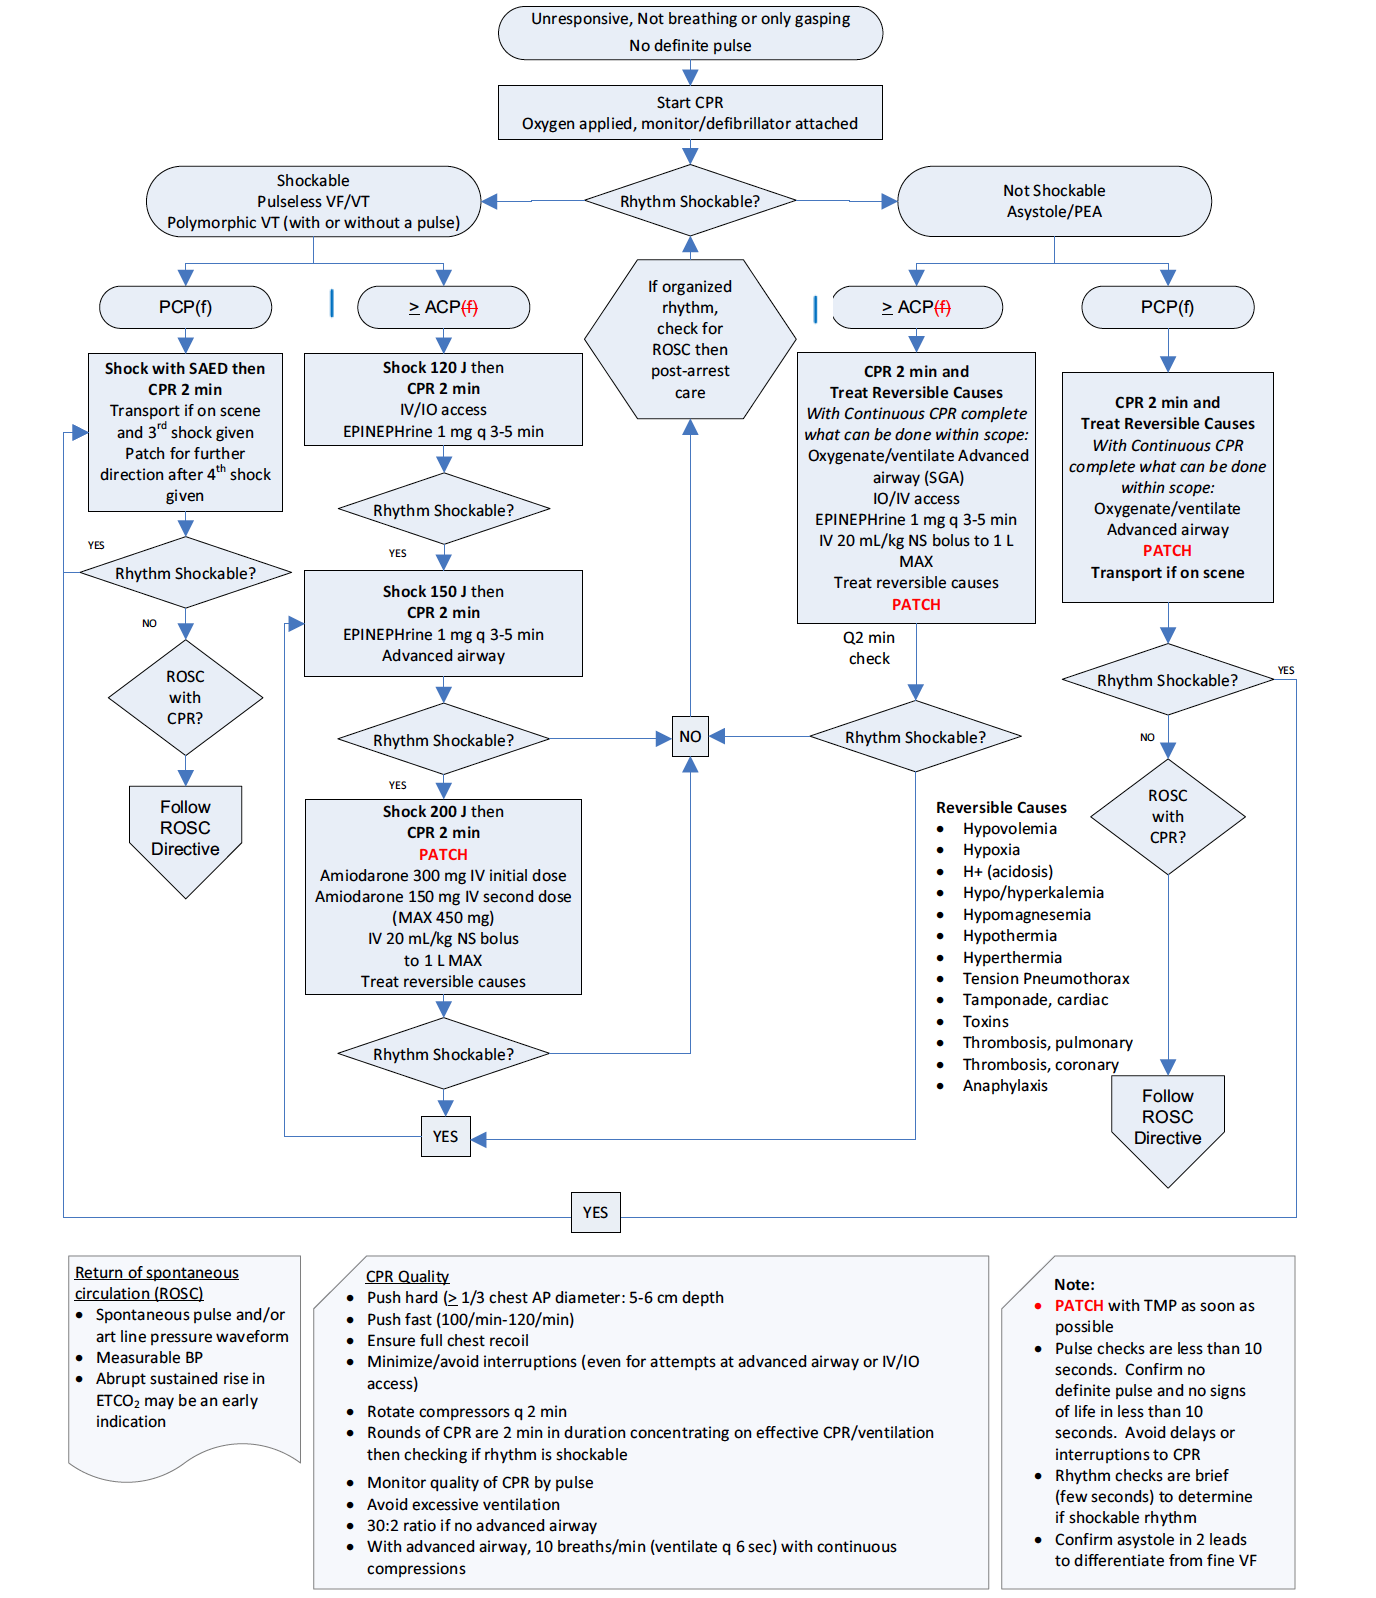 Unresponsive, Not breathing or only gasping
No definite pulse
Start CPR
Oxygen applied, monitor/defibrillator attached
Rhythm Shockable?
Shockable
Pulseless VF/VT
Polymorphic VT (with or without a pulse)
Not Shockable
Asystole/PEA
PCP(f)
≥ ACP(f)
If organized
rhythm,
check for
ROSC then
post-arrest
care
≥ ACP(f)
PCP(f)
Shock with SAED then
CPR 2 min
Transport if on scene
and 3rd shock given
Patch for further
direction after 4th shock
given
YES
Rhythm Shockable?
NO
ROSC
with
CPR?
Follow
ROSC
Directive
Shock 120 J then
CPR 2 min
IV/IO access
EPINEPHrine 1 mg q 3-5 min
Rhythm Shockable?
YES
Shock 150 J then
CPR 2 min
EPINEPHrine 1 mg q 3-5 min
Advanced airway
Rhythm Shockable?
YES
NO
Shock 200 J then
CPR 2 min
PATCH
Amiodarone 300 mg IV initial dose
Amiodarone 150 mg IV second dose
(MAX 450 mg)
IV 20 mL/kg NS bolus
to 1 L MAX
Treat reversible causes
Rhythm Shockable?
YES
CPR 2 min and
Treat Reversible Causes
With Continuous CPR complete
what can be done within scope:
Oxygenate/ventilate Advanced
airway (SGA)
IO/IV access
EPINEPHrine 1 mg q 3-5 min
IV 20 mL/kg NS bolus to 1 L
MAX
Treat reversible causes
PATCH
Q2 min
check
Rhythm Shockable?
CPR 2 min and
Treat Reversible Causes
With Continuous CPR
complete what can be done
within scope:
Oxygenate/ventilate
Advanced airway
PATCH
Transport if on scene
Rhythm Shockable?
YES
NO
ROSC
with
CPR?
Follow
ROSC
Directive
Reversible Causes
• Hypovolemia
• Hypoxia
• H+ (acidosis)
• Hypo/hyperkalemia
• Hypomagnesemia
• Hypothermia
• Hyperthermia
• Tension Pneumothorax
• Tamponade, cardiac
• Toxins
• Thrombosis, pulmonary
• Thrombosis, coronary
• Anaphylaxis
YES
Return of spontaneous
circulation (ROSC)
• Spontaneous pulse and/or
art line pressure waveform
• Measurable BP
• Abrupt sustained rise in
ETCO2 may be an early
indication
CPR Quality
• Push hard (≥ 1/3 chest AP diameter: 5-6 cm depth
• Push fast (100/min-120/min)
• Ensure full chest recoil
• Minimize/avoid interruptions (even for attempts at advanced airway or IV/IO
access)
• Rotate compressors q 2 min
• Rounds of CPR are 2 min in duration concentrating on effective CPR/ventilation
then checking if rhythm is shockable
• Monitor quality of CPR by pulse
• Avoid excessive ventilation
• 30:2 ratio if no advanced airway
• With advanced airway, 10 breaths/min (ventilate q 6 sec) with continuous
compressions
Note:
• PATCH with TMP as soon as
possible
• Pulse checks are less than 10
seconds. Confirm no
definite pulse and no signs
of life in less than 10
seconds. Avoid delays or
interruptions to CPR
• Rhythm checks are brief
(few seconds) to determine
if shockable rhythm
• Confirm asystole in 2 leads
to differentiate from fine VF